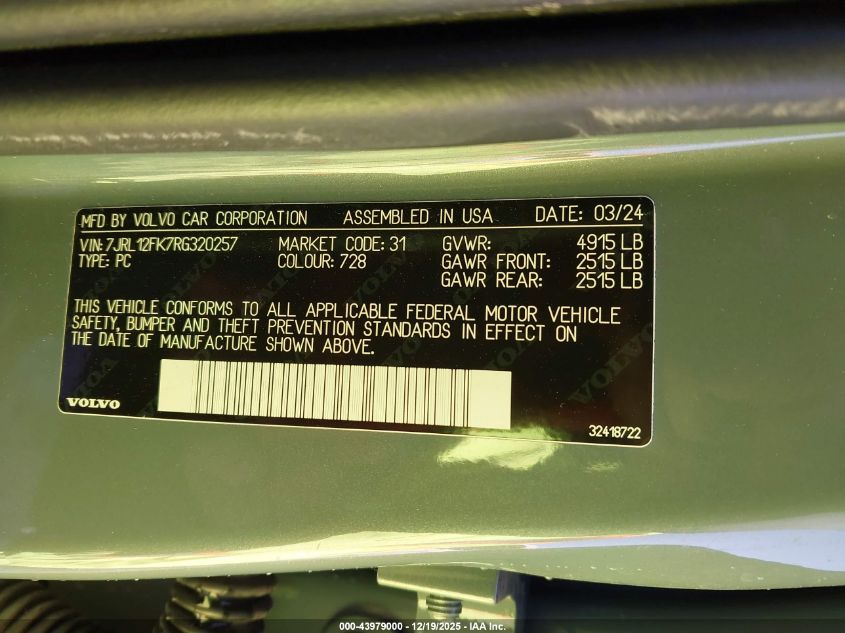 MFD BY VOLVO CAR CORPORATION ASSEMBLED IN USA DATE: 03/24
VIN: 7JRL12FK7RG320257 MARKET CODE: 31 GVWR: 4915 LB
TYPE: PC COLOUR: 728 GAWR FRONT: 2515 LB
GAWR REAR: 2515 LB
THIS VEHICLE CONFORMS TO ALL APPLICABLE FEDERAL MOTOR VEHICLE
SAFETY, BUMPER AND THEFT PREVENTION STANDARDS IN EFFECT ON
THE DATE OF MANUFACTURE SHOWN ABOVE.
VOLVO
32418722
000-43979000 - 12/19/2025 - IAA Inc.